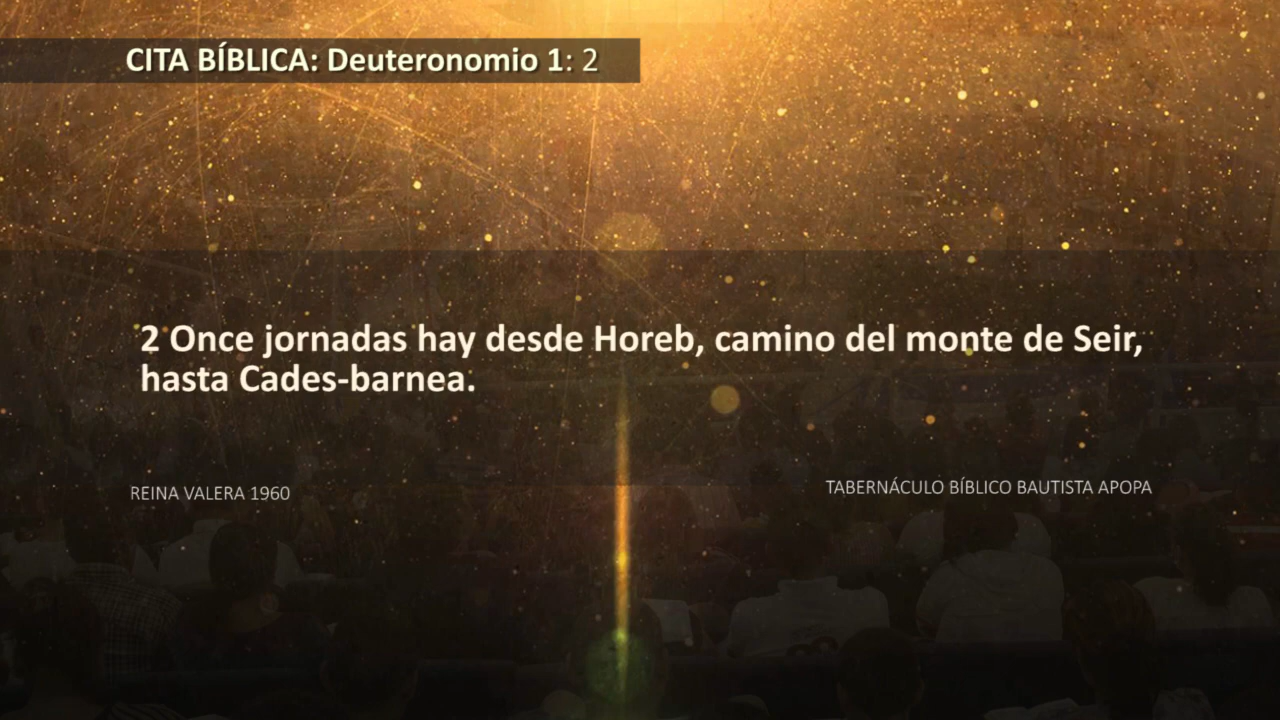 CITA BÍBLICA: Deuteronomio 1: 2
2 Once jornadas hay desde Horeb, camino del monte de Seir,
hasta Cades-barnea.
REINA VALERA 1960
TABERNÁCULO BÍBLICO BAUTISTA APOPA